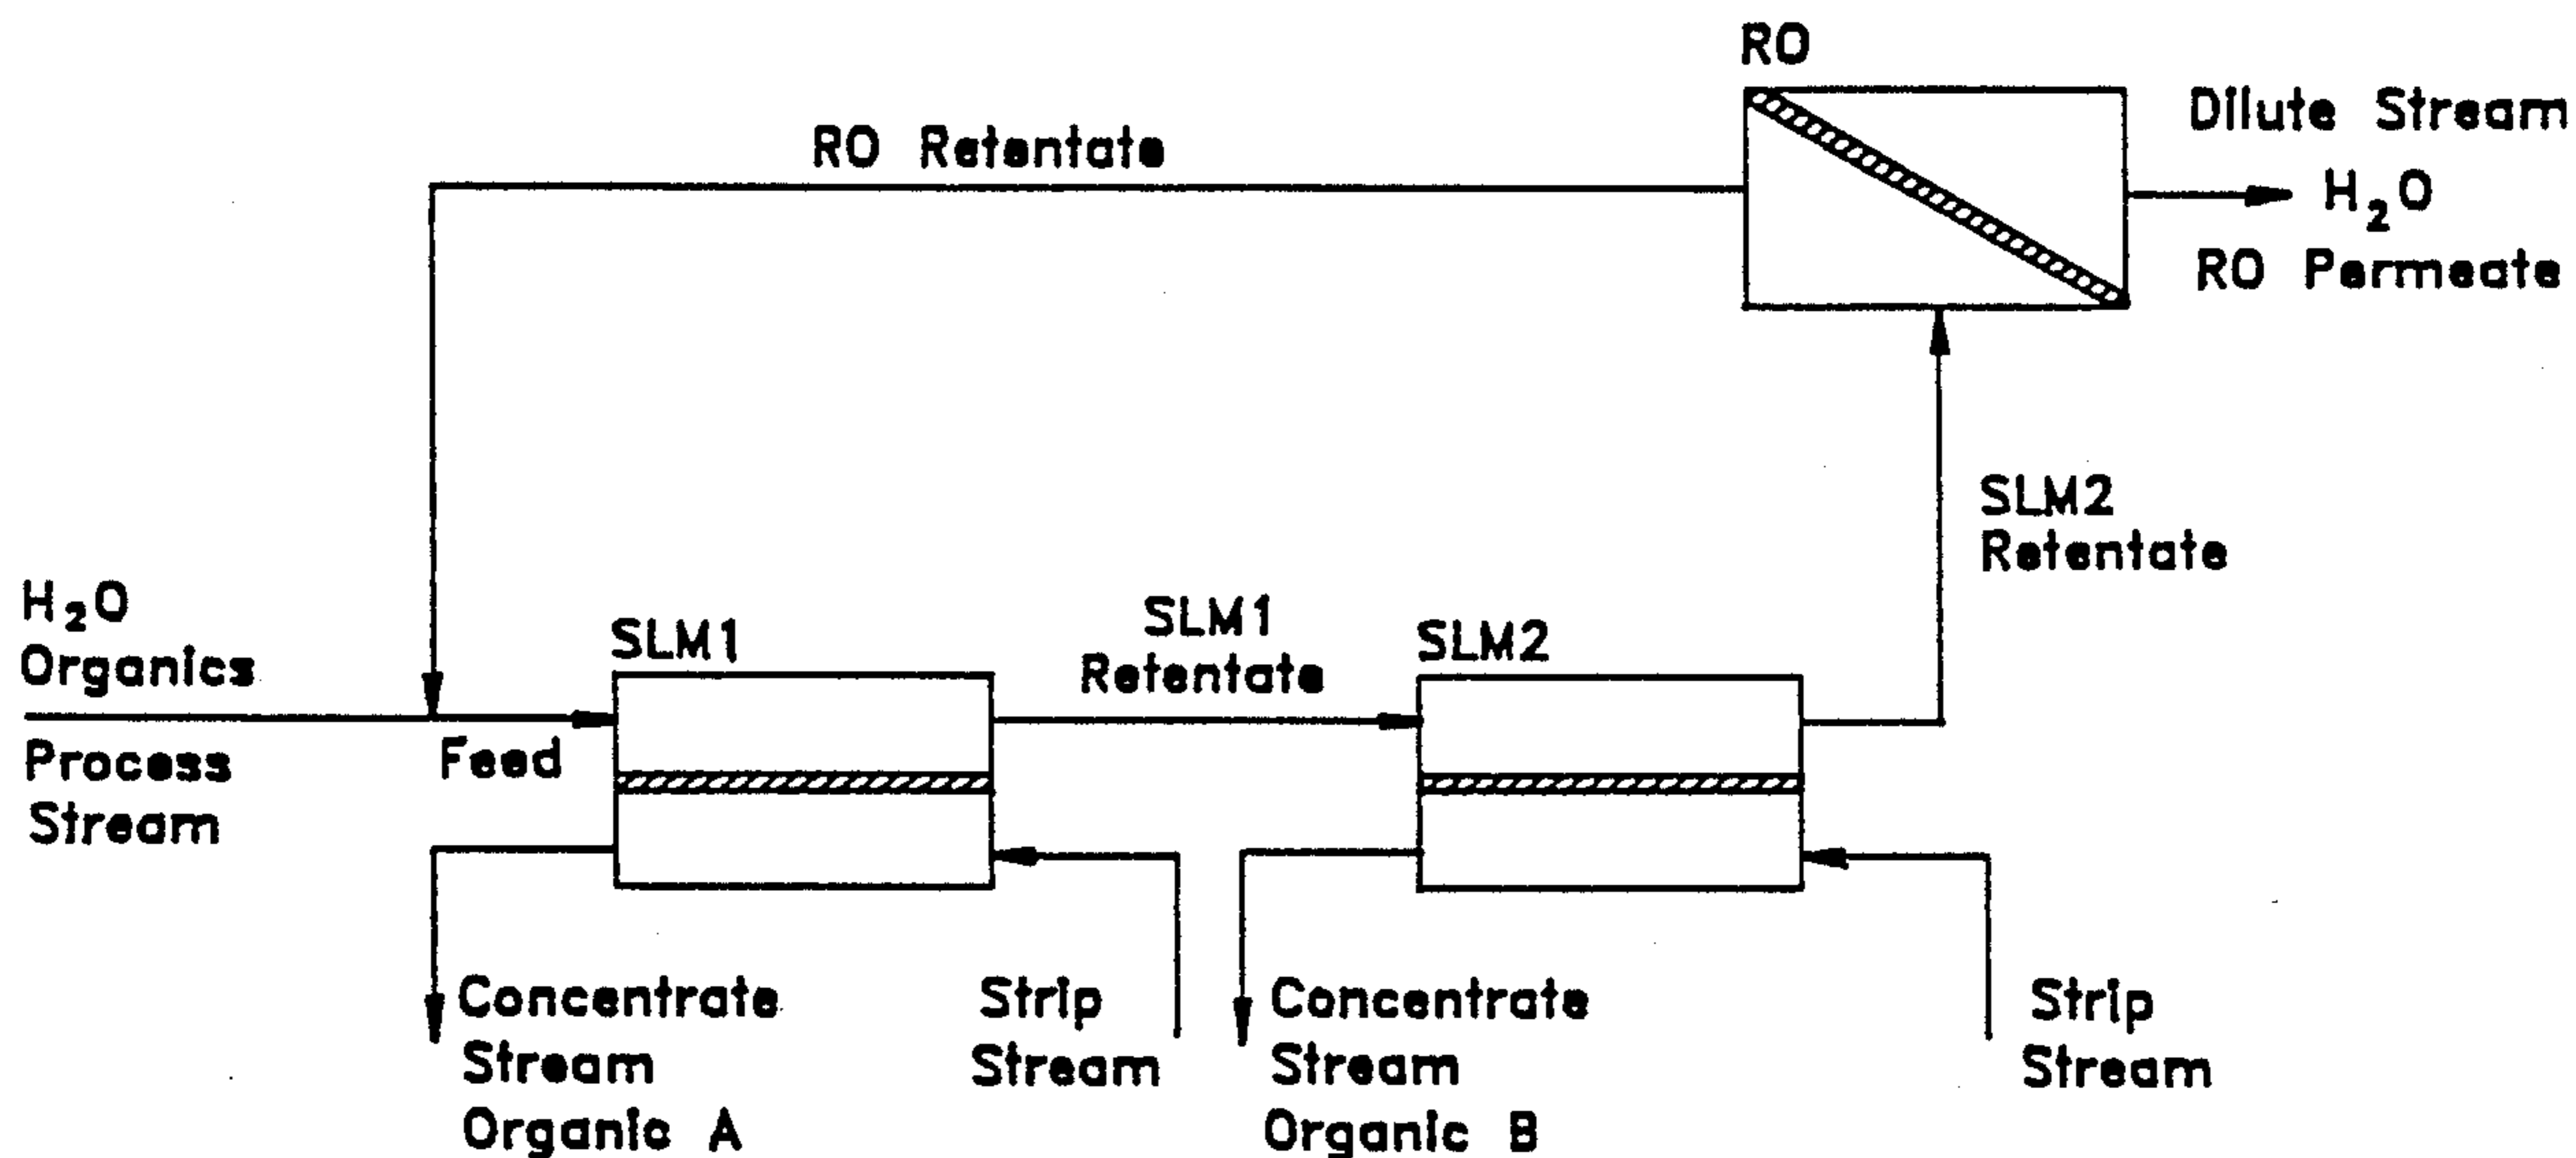 RO
Dilute Stream
RO Retentate
H₂O
RO Permeate
SLM2
Retentate
H₂O
Organics
SLM1
SLM1
Retentate
SLM2
Process
Stream
Feed
Concentrate
Stream
Organic A
Strip
Stream
Concentrate
Stream
Organic B
Strip
Stream